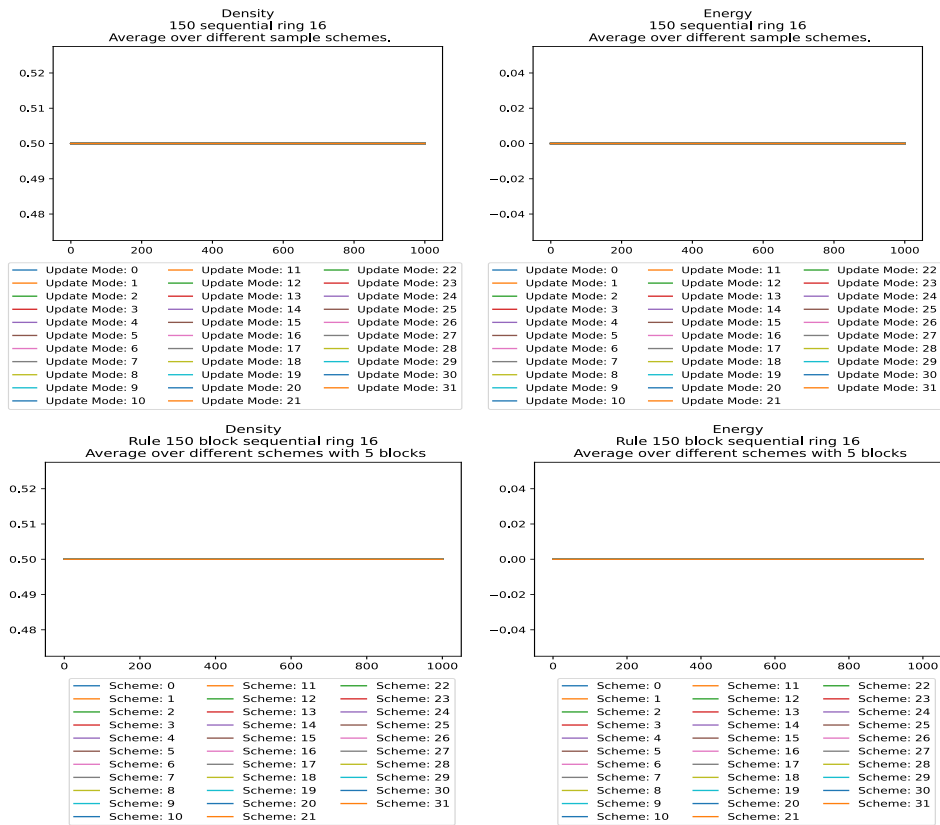 Density
150 sequential ring 16
Average over different sample schemes.
0.52
0.51
0.50
0.49
0.48
0 200 400 600 800 1000
Update Mode: 0 Update Mode: 11 Update Mode: 22
Update Mode: 1 Update Mode: 12 Update Mode: 23
Update Mode: 2 Update Mode: 13 Update Mode: 24
Update Mode: 3 Update Mode: 14 Update Mode: 25
Update Mode: 4 Update Mode: 15 Update Mode: 26
Update Mode: 5 Update Mode: 16 Update Mode: 27
Update Mode: 6 Update Mode: 17 Update Mode: 28
Update Mode: 7 Update Mode: 18 Update Mode: 29
Update Mode: 8 Update Mode: 19 Update Mode: 30
Update Mode: 9 Update Mode: 20 Update Mode: 31
Update Mode: 10 Update Mode: 21
Energy
150 sequential ring 16
Average over different sample schemes.
0.04
0.02
0.00
−0.02
−0.04
0 200 400 600 800 1000
Update Mode: 0 Update Mode: 11 Update Mode: 22
Update Mode: 1 Update Mode: 12 Update Mode: 23
Update Mode: 2 Update Mode: 13 Update Mode: 24
Update Mode: 3 Update Mode: 14 Update Mode: 25
Update Mode: 4 Update Mode: 15 Update Mode: 26
Update Mode: 5 Update Mode: 16 Update Mode: 27
Update Mode: 6 Update Mode: 17 Update Mode: 28
Update Mode: 7 Update Mode: 18 Update Mode: 29
Update Mode: 8 Update Mode: 19 Update Mode: 30
Update Mode: 9 Update Mode: 20 Update Mode: 31
Update Mode: 10 Update Mode: 21
Density
Rule 150 block sequential ring 16
Average over different schemes with 5 blocks
0.52
0.51
0.50
0.49
0.48
0 200 400 600 800 1000
Scheme: 0 Scheme: 11 Scheme: 22
Scheme: 1 Scheme: 12 Scheme: 23
Scheme: 2 Scheme: 13 Scheme: 24
Scheme: 3 Scheme: 14 Scheme: 25
Scheme: 4 Scheme: 15 Scheme: 26
Scheme: 5 Scheme: 16 Scheme: 27
Scheme: 6 Scheme: 17 Scheme: 28
Scheme: 7 Scheme: 18 Scheme: 29
Scheme: 8 Scheme: 19 Scheme: 30
Scheme: 9 Scheme: 20 Scheme: 31
Scheme: 10 Scheme: 21
Energy
Rule 150 block sequential ring 16
Average over different schemes with 5 blocks
0.04
0.02
0.00
−0.02
−0.04
0 200 400 600 800 1000
Scheme: 0 Scheme: 11 Scheme: 22
Scheme: 1 Scheme: 12 Scheme: 23
Scheme: 2 Scheme: 13 Scheme: 24
Scheme: 3 Scheme: 14 Scheme: 25
Scheme: 4 Scheme: 15 Scheme: 26
Scheme: 5 Scheme: 16 Scheme: 27
Scheme: 6 Scheme: 17 Scheme: 28
Scheme: 7 Scheme: 18 Scheme: 29
Scheme: 8 Scheme: 19 Scheme: 30
Scheme: 9 Scheme: 20 Scheme: 31
Scheme: 10 Scheme: 21